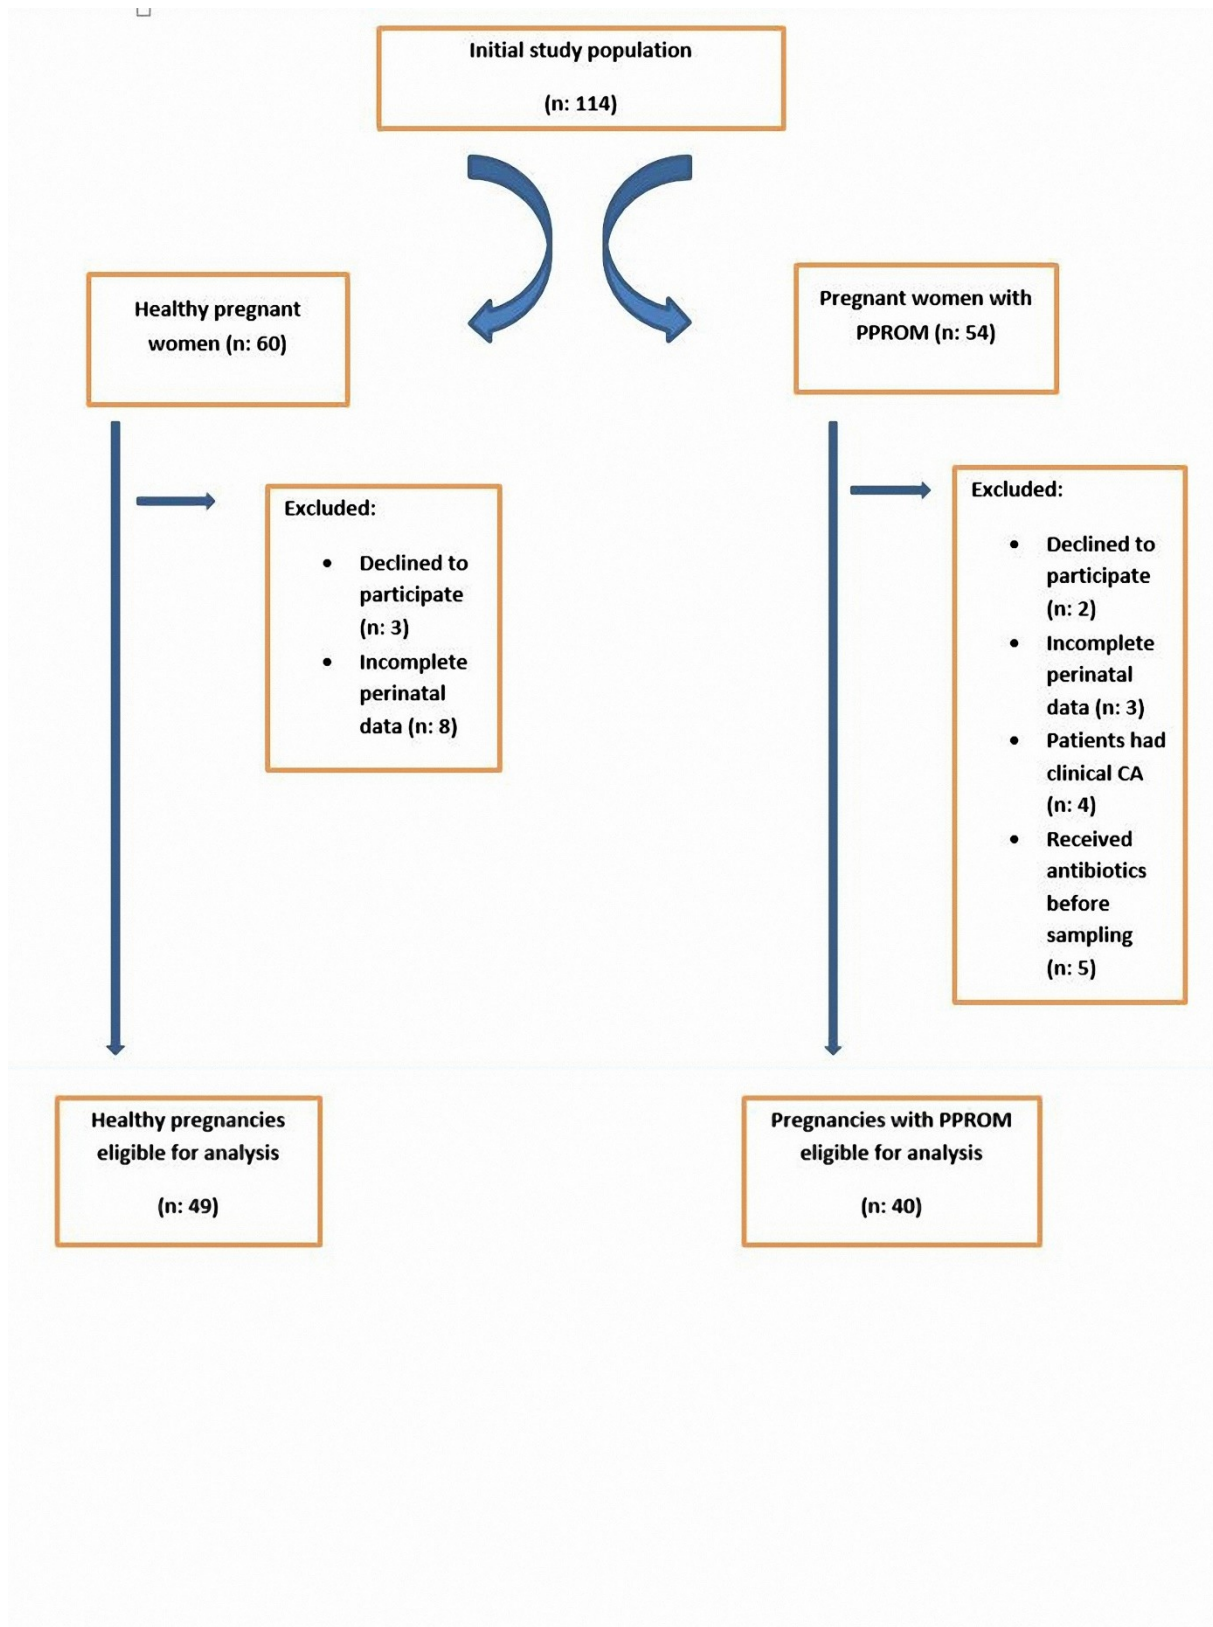 Initial study population
(n: 114)
Healthy pregnant
women (n: 60)
Pregnant women with
PPROM (n: 54)
Excluded:
• Declined to
participate
(n: 3)
• Incomplete
perinatal
data (n: 8)
Excluded:
• Declined to
participate
(n: 2)
• Incomplete
perinatal
data (n: 3)
• Patients had
clinical CA
(n: 4)
• Received
antibiotics
before
sampling
(n: 5)
Healthy pregnancies
eligible for analysis
(n: 49)
Pregnancies with PPROM
eligible for analysis
(n: 40)